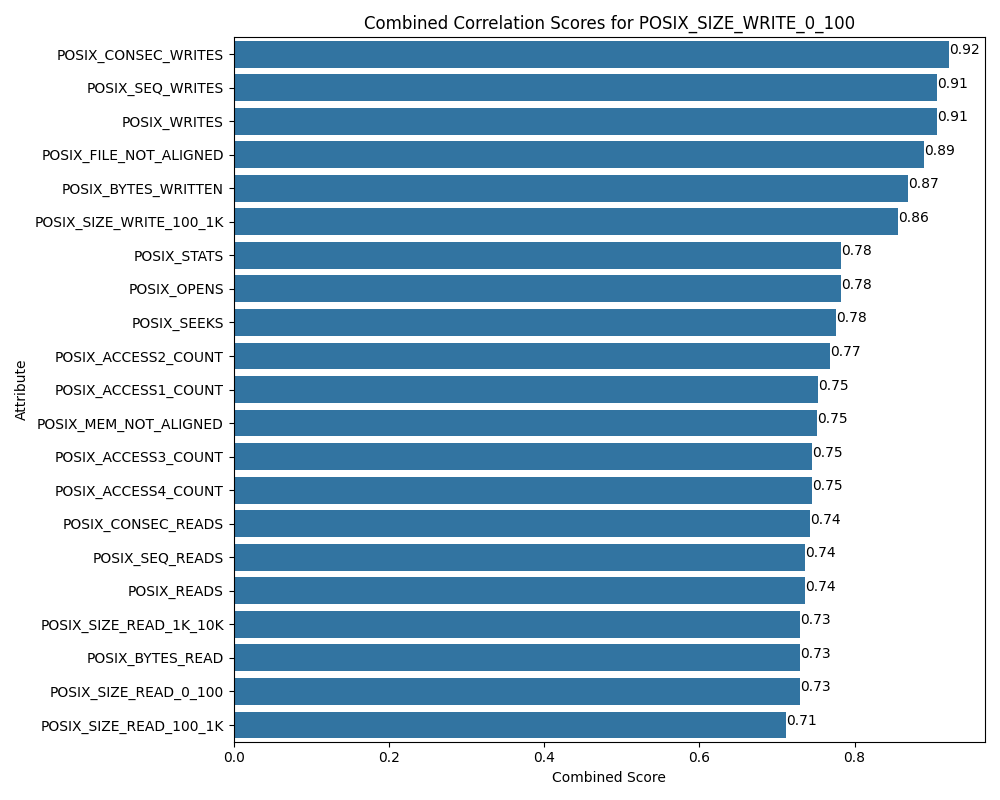 Combined Correlation Scores for POSIX_SIZE_WRITE_0_100
POSIX_CONSEC_WRITES 0.92
POSIX_SEQ_WRITES 0.91
POSIX_WRITES 0.91
POSIX_FILE_NOT_ALIGNED 0.89
POSIX_BYTES_WRITTEN 0.87
POSIX_SIZE_WRITE_100_1K 0.86
POSIX_STATS 0.78
POSIX_OPENS 0.78
POSIX_SEEKS 0.78
POSIX_ACCESS2_COUNT 0.77
POSIX_ACCESS1_COUNT 0.75
POSIX_MEM_NOT_ALIGNED 0.75
POSIX_ACCESS3_COUNT 0.75
POSIX_ACCESS4_COUNT 0.75
POSIX_CONSEC_READS 0.74
POSIX_SEQ_READS 0.74
POSIX_READS 0.74
POSIX_SIZE_READ_1K_10K 0.73
POSIX_BYTES_READ 0.73
POSIX_SIZE_READ_0_100 0.73
POSIX_SIZE_READ_100_1K 0.71
Attribute
0.0 0.2 0.4 0.6 0.8
Combined Score